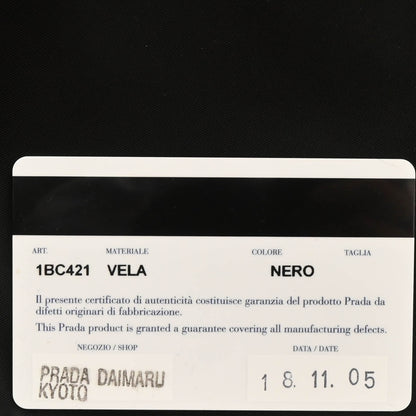 ART. MATERIALE COLORE TAGLIA
1BC421 VELA NERO
Il presente certificato di autenticità costituisce garanzia del prodotto Prada da
difetti originari di fabbricazione.
This Prada product is granted a guarantee covering all manufacturing defects.
NEGOZIO / SHOP DATA / DATE
PRADA DAIMARU 18. 11. 05
KYOTO